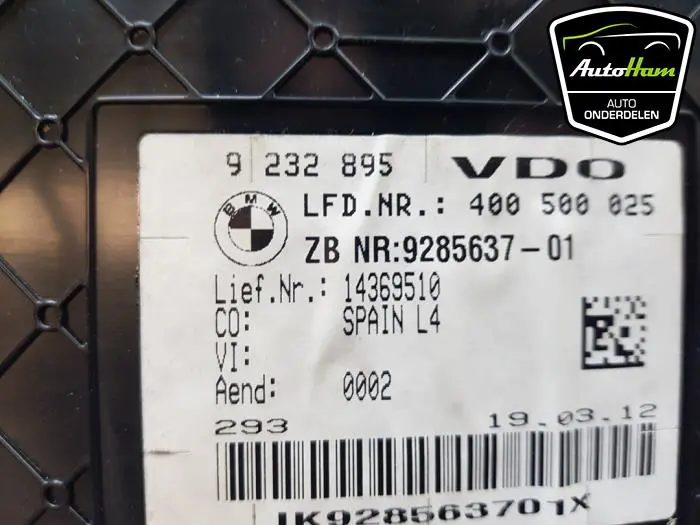 AutoHam
AUTO
ONDERDELEN
9 232 895 VDO
BMW
LFD.NR.: 400 500 025
ZB NR:9285637-01
Lief.Nr.: 14369510
CO: SPAIN L4
VI:
Aend: 0002
293 19.03.12
1K928563701X